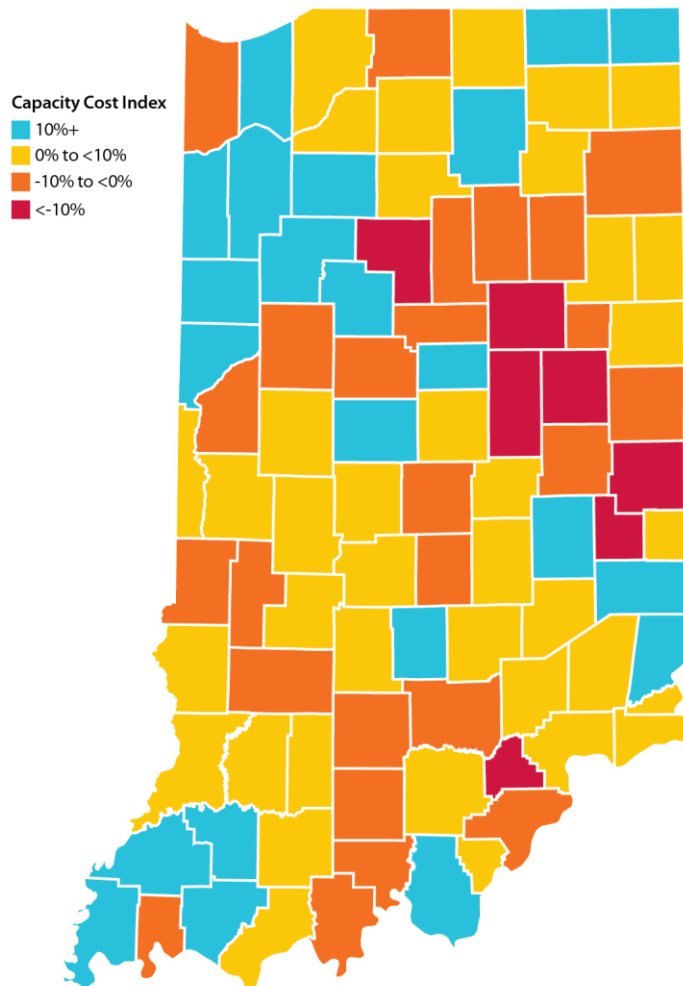 Capacity Cost Index
10%+
0% to <10%
-10% to <0%
<-10%